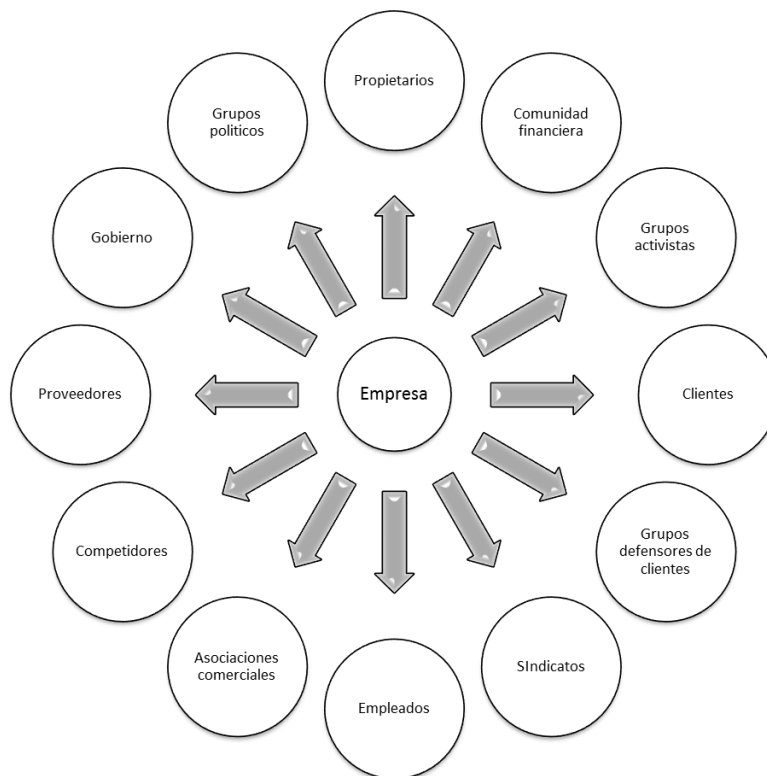 Propietarios
Comunidad
financiera
Grupos
activistas
Clientes
Grupos
defensores de
clientes
SIndicatos
Empleados
Asociaciones
comerciales
Competidores
Proveedores
Gobierno
Grupos
politicos
Empresa